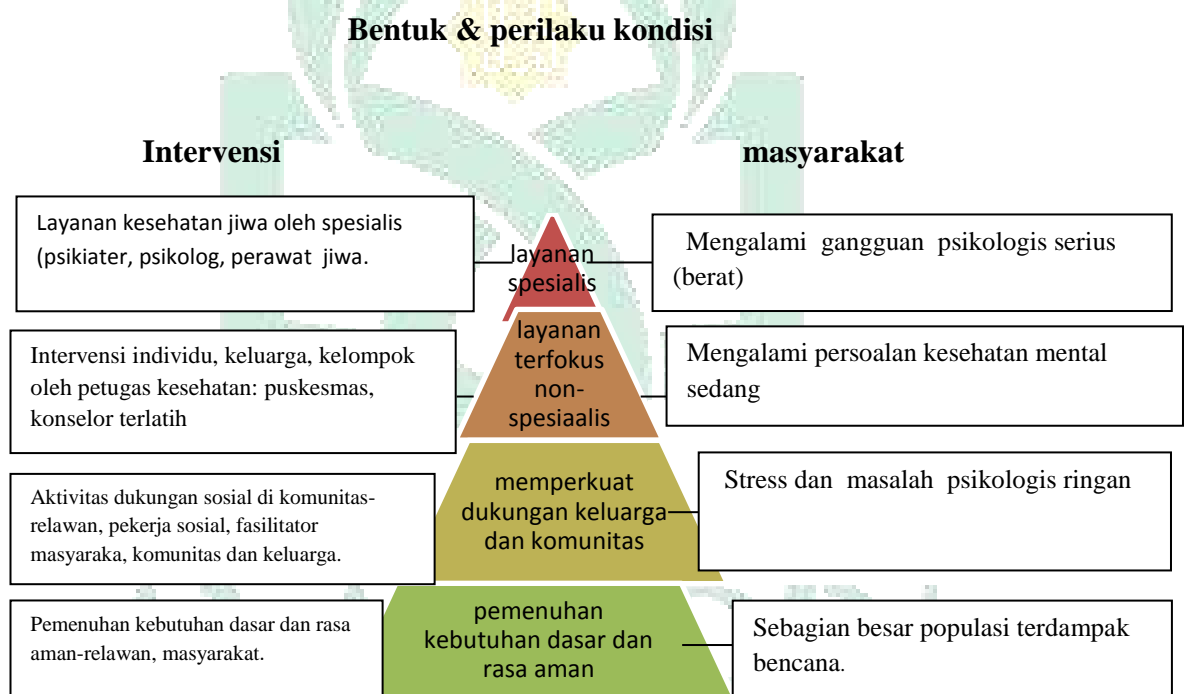 Bentuk & perilaku kondisi
Intervensi
masyarakat
Layanan kesehatan jiwa oleh spesialis
(psikiater, psikolog, perawat jiwa.
layanan
spesialis
Mengalami gangguan psikologis serius
(berat)
Intervensi individu, keluarga, kelompok
oleh petugas kesehatan: puskesmas,
konselor terlatih
layanan
terfokus
non-
spesiaalis
Mengalami persoalan kesehatan mental
sedang
Aktivitas dukungan sosial di komunitas-
relawan, pekerja sosial, fasilitator
masyaraka, komunitas dan keluarga.
memperkuat
dukungan keluarga
dan komunitas
Stress dan masalah psikologis ringan
Pemenuhan kebutuhan dasar dan rasa
aman-relawan, masyarakat.
pemenuhan
kebutuhan dasar dan
rasa aman
Sebagian besar populasi terdampak
bencana.